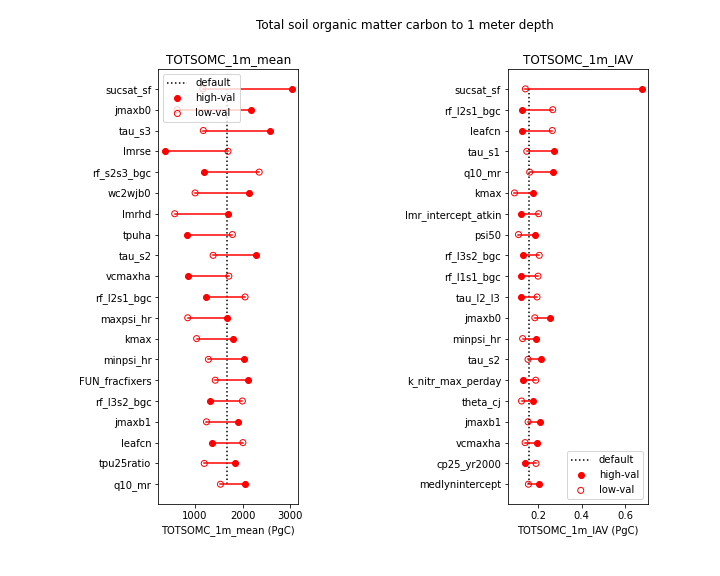 Total soil organic matter carbon to 1 meter depth
TOTSOMC_1m_mean
default
high-val
low-val
sucsat_sf
jmaxb0
tau_s3
lmrse
rf_s2s3_bgc
wc2wjb0
lmrhd
tpuha
tau_s2
vcmaxha
rf_l2s1_bgc
maxpsi_hr
kmax
minpsi_hr
FUN_fracfixers
rf_l3s2_bgc
jmaxb1
leafcn
tpu25ratio
q10_mr
1000 2000 3000
TOTSOMC_1m_mean (PgC)
TOTSOMC_1m_IAV
sucsat_sf
rf_l2s1_bgc
leafcn
tau_s1
q10_mr
kmax
lmr_intercept_atkin
psi50
rf_l3s2_bgc
rf_l1s1_bgc
tau_l2_l3
jmaxb0
minpsi_hr
tau_s2
k_nitr_max_perday
theta_cj
jmaxb1
vcmaxha
cp25_yr2000
medlynintercept
default
high-val
low-val
0.2 0.4 0.6
TOTSOMC_1m_IAV (PgC)